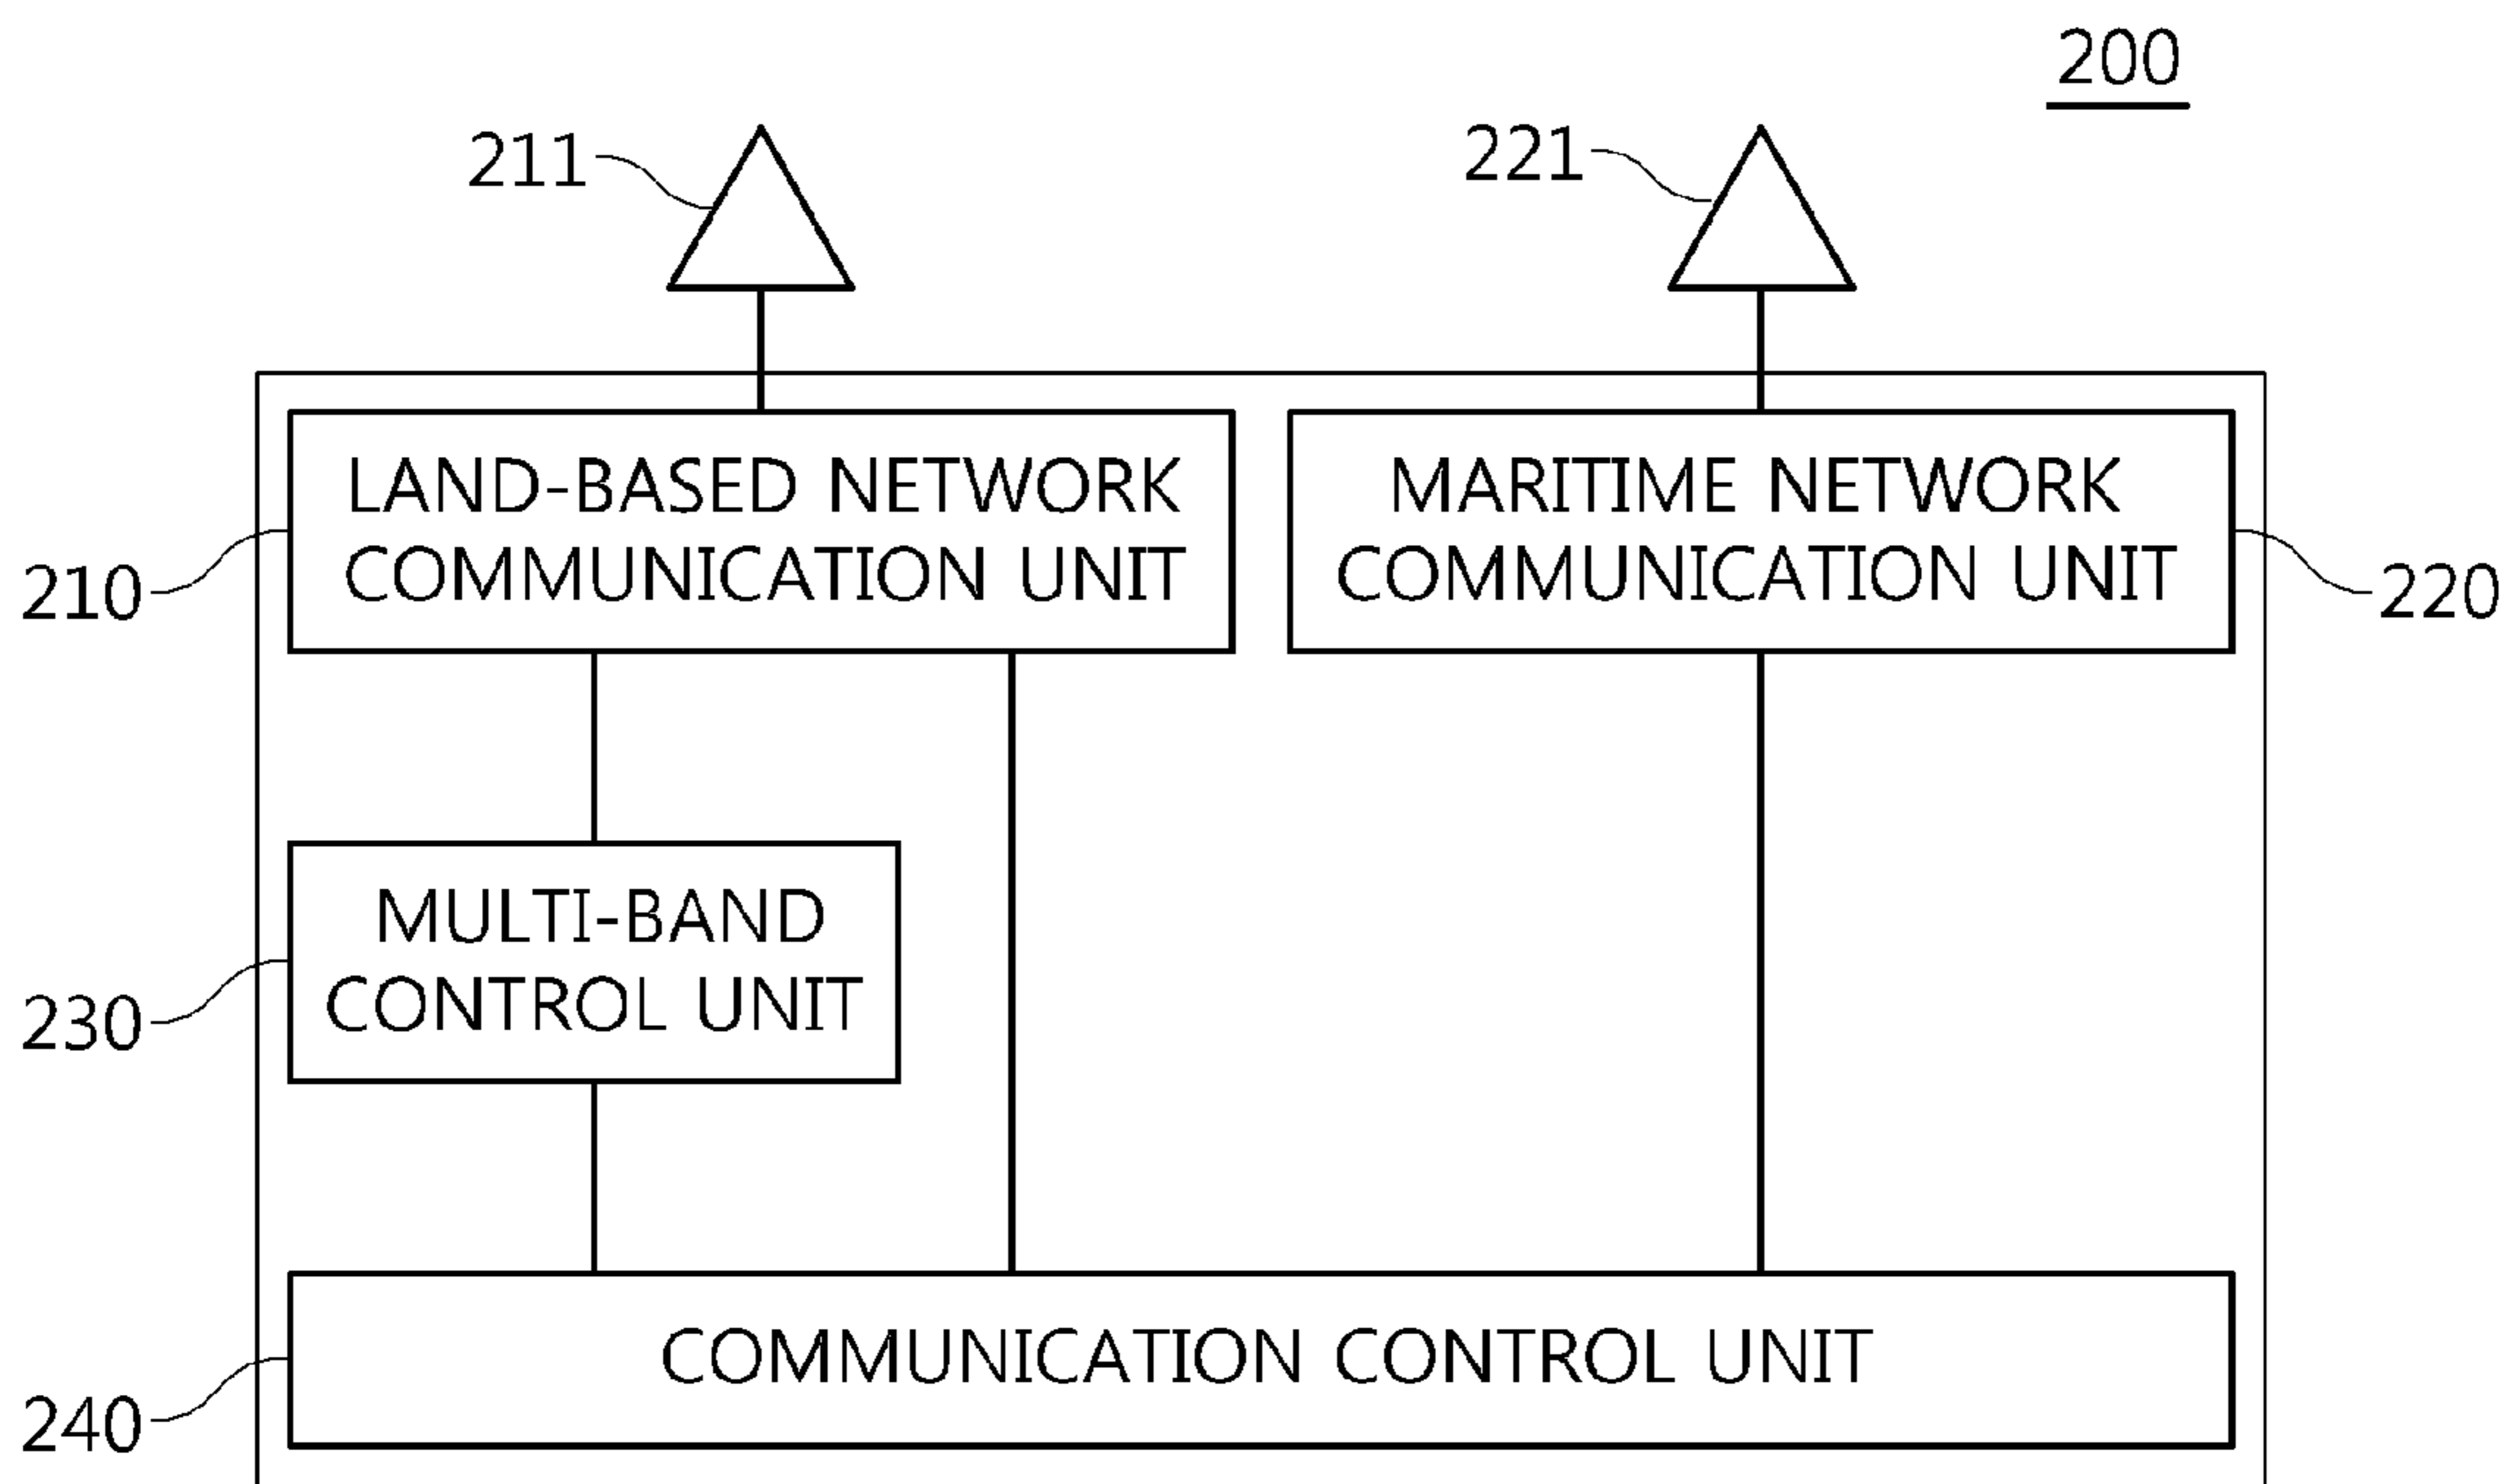 200
211
221
LAND-BASED NETWORK
COMMUNICATION UNIT
MARITIME NETWORK
COMMUNICATION UNIT
210
220
MULTI-BAND
CONTROL UNIT
230
COMMUNICATION CONTROL UNIT
240